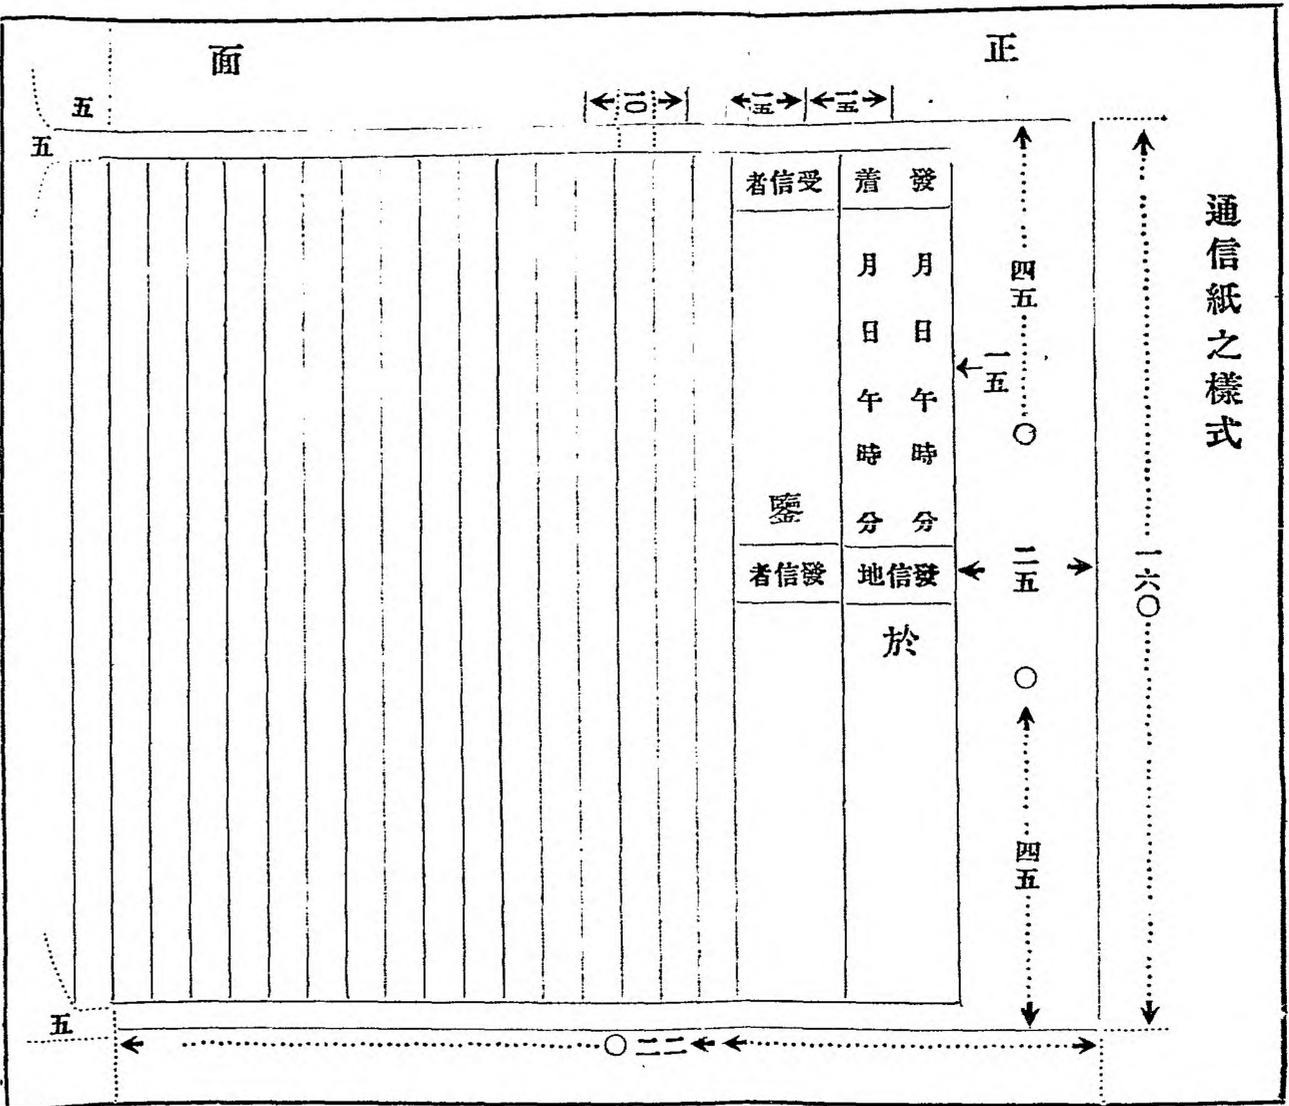 通信紙之樣式
正面
一六〇
四五
二五
四五
一五
一五
一五
一〇
發 月 日 午 時 分
着 月 日 午 時 分
發信地
於
受信者
鑒
發信者
五
五
五
二二〇